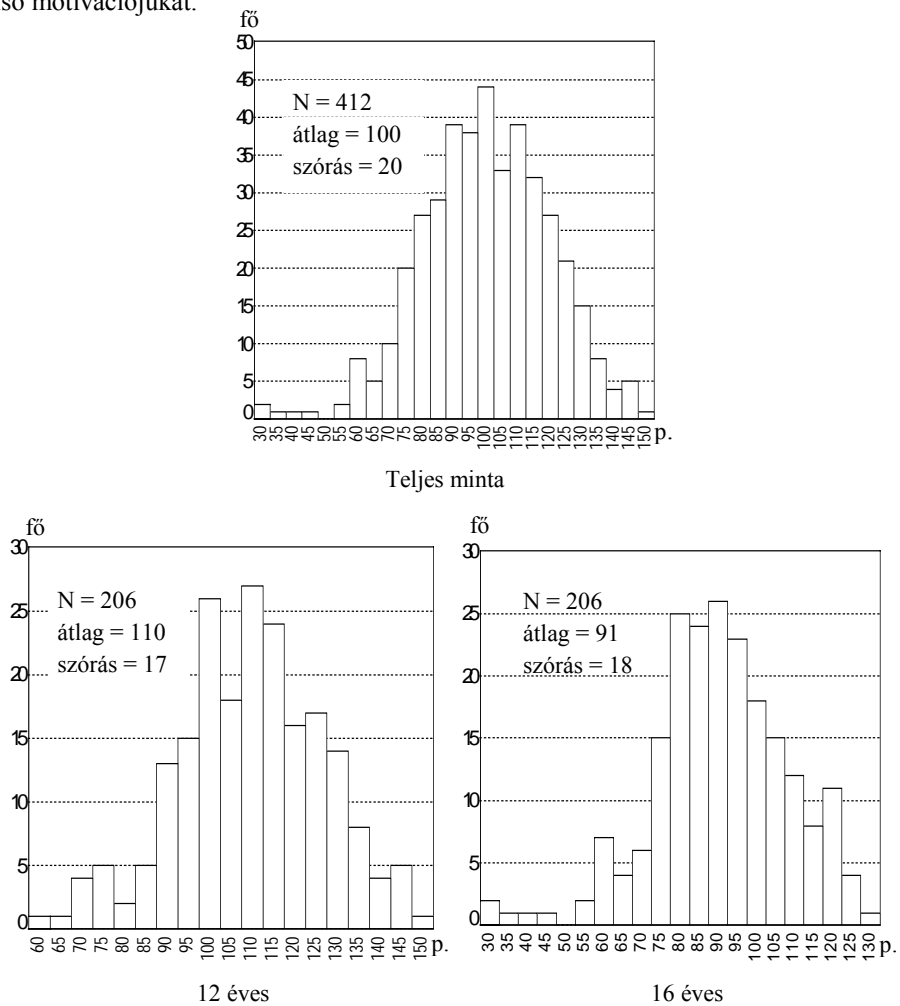 ső motivációjukat.
fő
50
45
40
35
30
25
20
15
10
5
0
N = 412
átlag = 100
szórás = 20
30 35 40 45 50 55 60 65 70 75 80 85 90 95 100 105 110 115 120 125 130 135 140 145 150 p.
Teljes minta
fő
30
25
20
15
10
5
0
N = 206
átlag = 110
szórás = 17
60 65 70 75 80 85 90 95 100 105 110 115 120 125 130 135 140 145 150 p.
12 éves
fő
30
25
20
15
10
5
0
N = 206
átlag = 91
szórás = 18
30 35 40 45 50 55 60 65 70 75 80 85 90 95 100 105 110 115 120 125 130 p.
16 éves